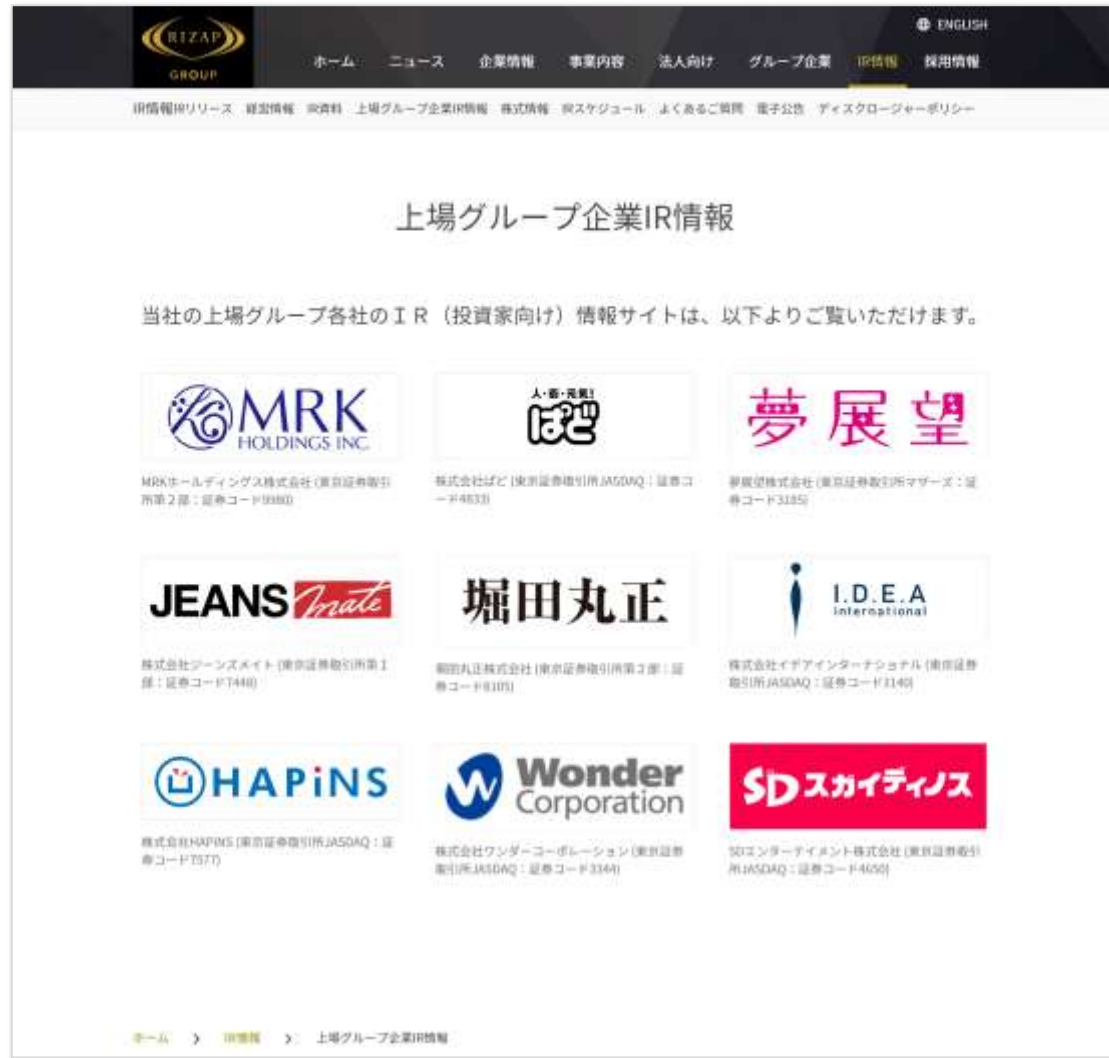 RIZAP
GROUP
ENGLISH
ホーム ニュース 企業情報 事業内容 法人向け グループ企業 IR情報 採用情報
IR情報IRリリース 経営情報 IR資料 上場グループ企業IR情報 株式情報 IRスケジュール よくあるご質問 電子公告 ディスクロージャーポリシー
上場グループ企業IR情報
当社の上場グループ各社のＩＲ（投資家向け）情報サイトは、以下よりご覧いただけます。
MRK
HOLDINGS INC.
人・街・元気!
ぱど
夢展望
MRKホールディングス株式会社 (東京証券取引
所第２部：証券コード9980)
株式会社ぱど (東京証券取引所JASDAQ：証券コ
ード4833)
夢展望株式会社 (東京証券取引所マザーズ：証
券コード3185)
JEANS mate
堀田丸正
I.D.E.A
international
株式会社ジーンズメイト (東京証券取引所第１
部：証券コード7448)
堀田丸正株式会社 (東京証券取引所第２部：証
券コード8105)
株式会社イデアインターナショナル (東京証券
取引所JASDAQ：証券コード3140)
HAPiNS
Wonder
Corporation
SDスガイディノス
株式会社HAPiNS (東京証券取引所JASDAQ：証
券コード7577)
株式会社ワンダーコーポレーション (東京証券
取引所JASDAQ：証券コード3344)
SDエンターテイメント株式会社 (東京証券取引
所JASDAQ：証券コード4650)
ホーム > IR情報 > 上場グループ企業IR情報